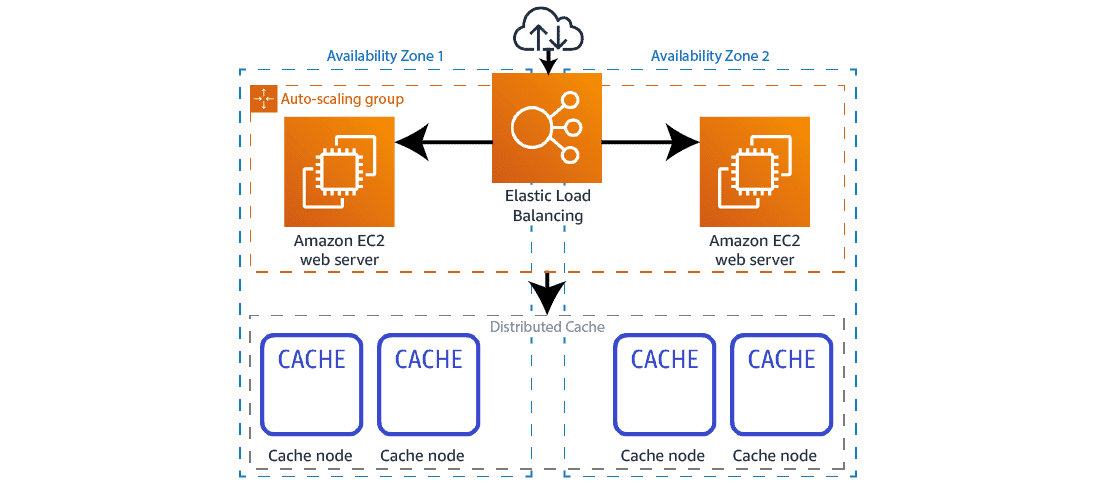 Availability Zone 1
Availability Zone 2
Auto-scaling group
Elastic Load
Balancing
Amazon EC2
web server
Amazon EC2
web server
Distributed Cache
CACHE
CACHE
CACHE
CACHE
Cache node
Cache node
Cache node
Cache node